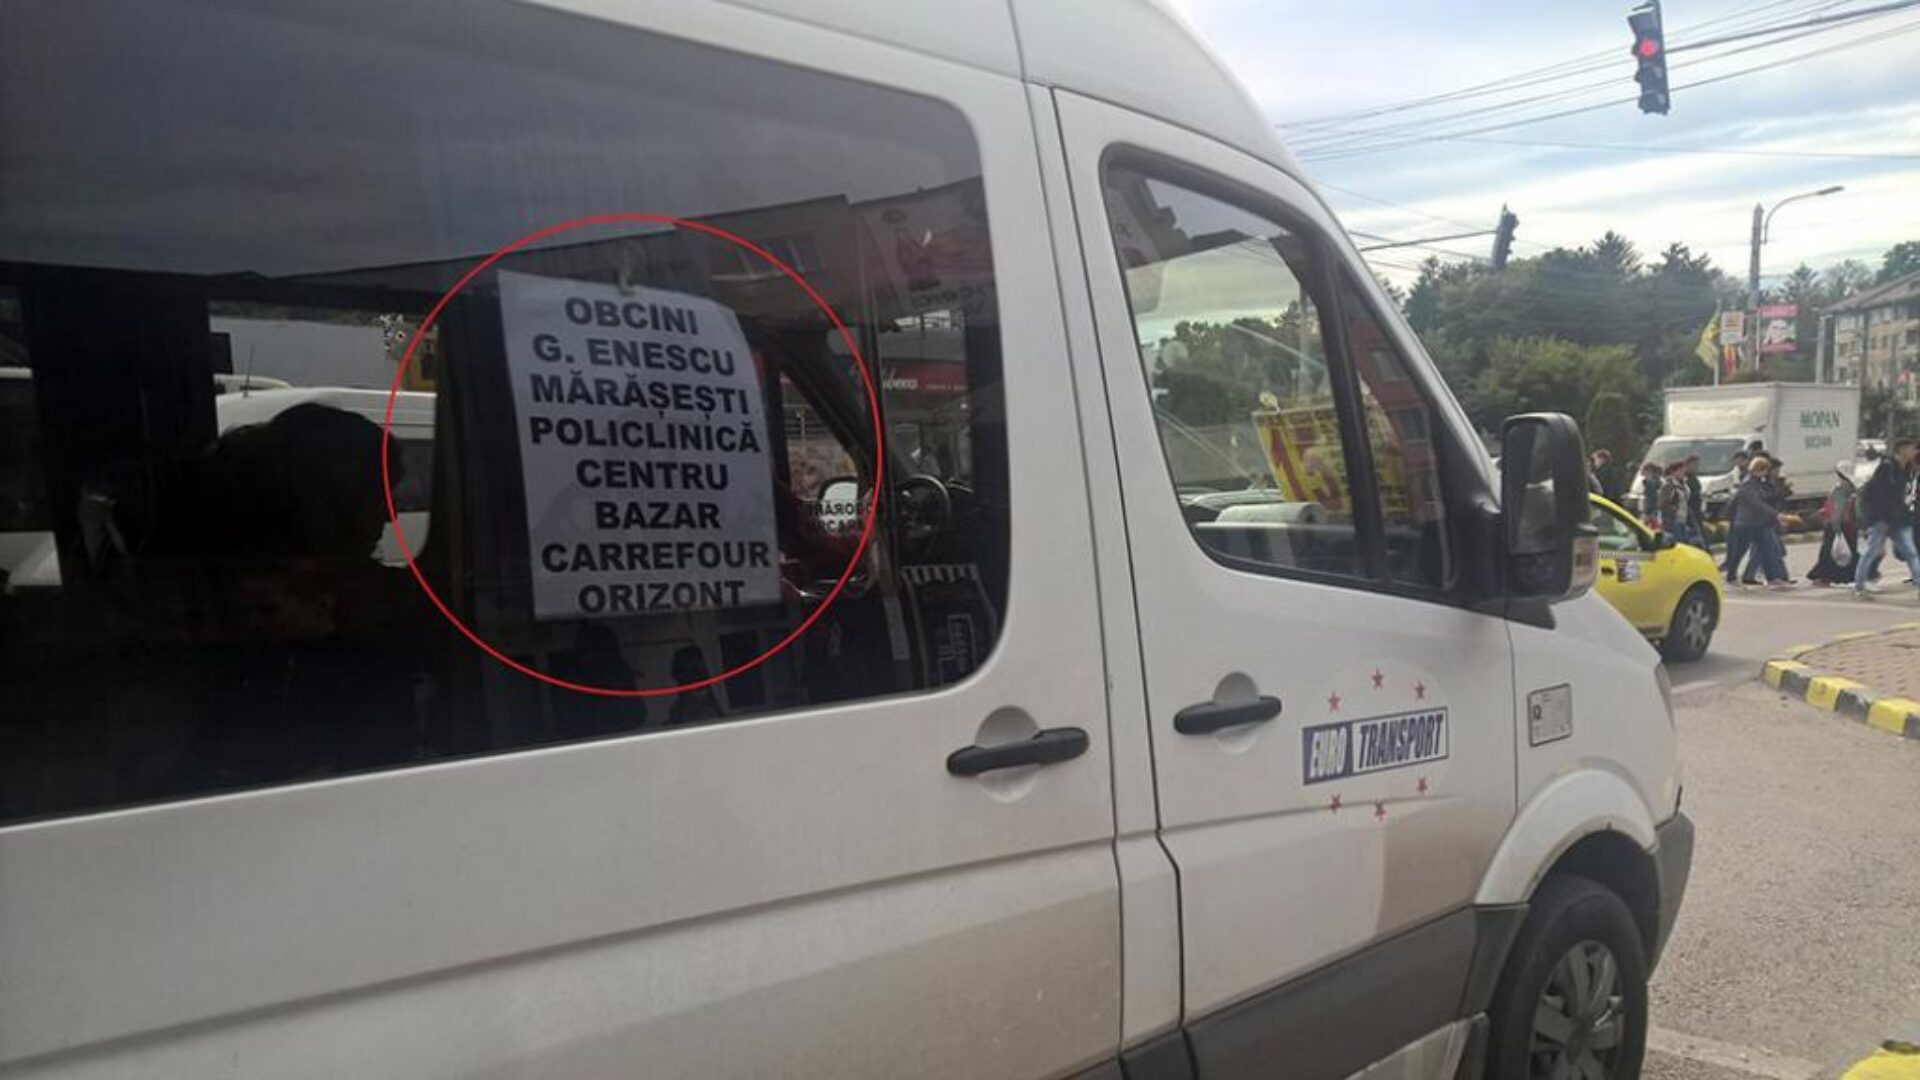 OBCINI
G. ENESCU
MĂRĂȘEȘTI
POLICLINICĂ
CENTRU
BAZAR
CARREFOUR
ORIZONT
EURO TRANSPORT
MOPAN